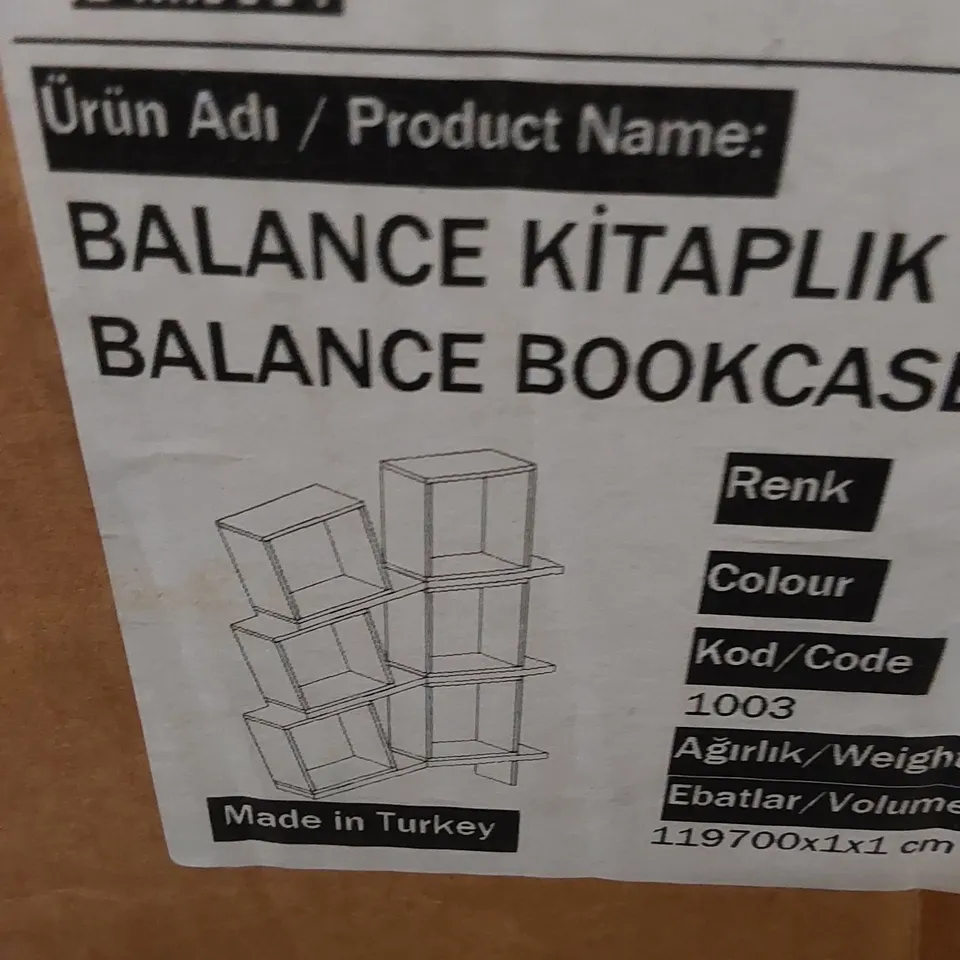 Ürün Adı / Product Name:
BALANCE KİTAPLIK
BALANCE BOOKCASE
Renk
Colour
Kod/Code
1003
Ağırlık/Weight
Ebatlar/Volume
119700x1x1 cm
Made in Turkey